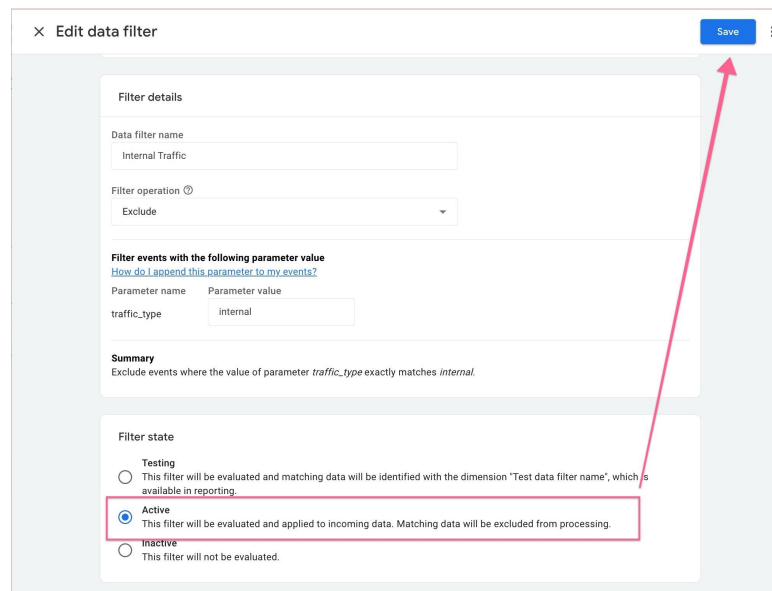 Edit data filter
Save
Filter details
Data filter name
Internal Traffic
Filter operation
Exclude
Filter events with the following parameter value
How do I append this parameter to my events?
Parameter name Parameter value
traffic_type internal
Summary
Exclude events where the value of parameter traffic_type exactly matches internal.
Filter state
Testing
This filter will be evaluated and matching data will be identified with the dimension "Test data filter name", which is
available in reporting.
Active
This filter will be evaluated and applied to incoming data. Matching data will be excluded from processing.
Inactive
This filter will not be evaluated.